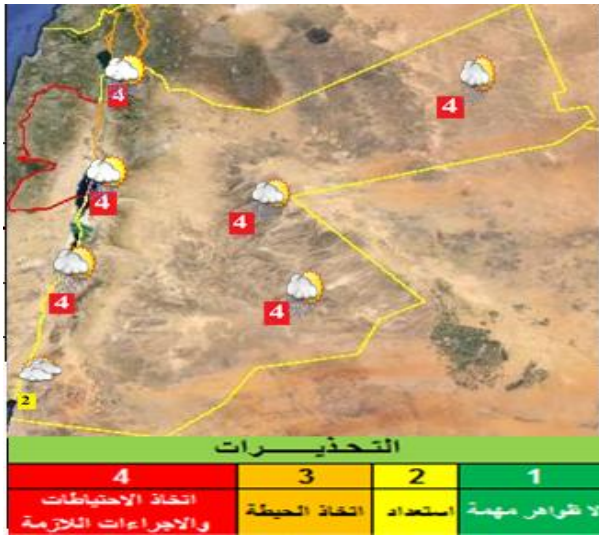 4
4
4
4
4
4
2
التحذيـــــرات
1
2
3
4
لا ظواهر مهمة
استعداد
اتخاذ الحيطة
اتخاذ الاحتياطات
والاجراءات اللازمة